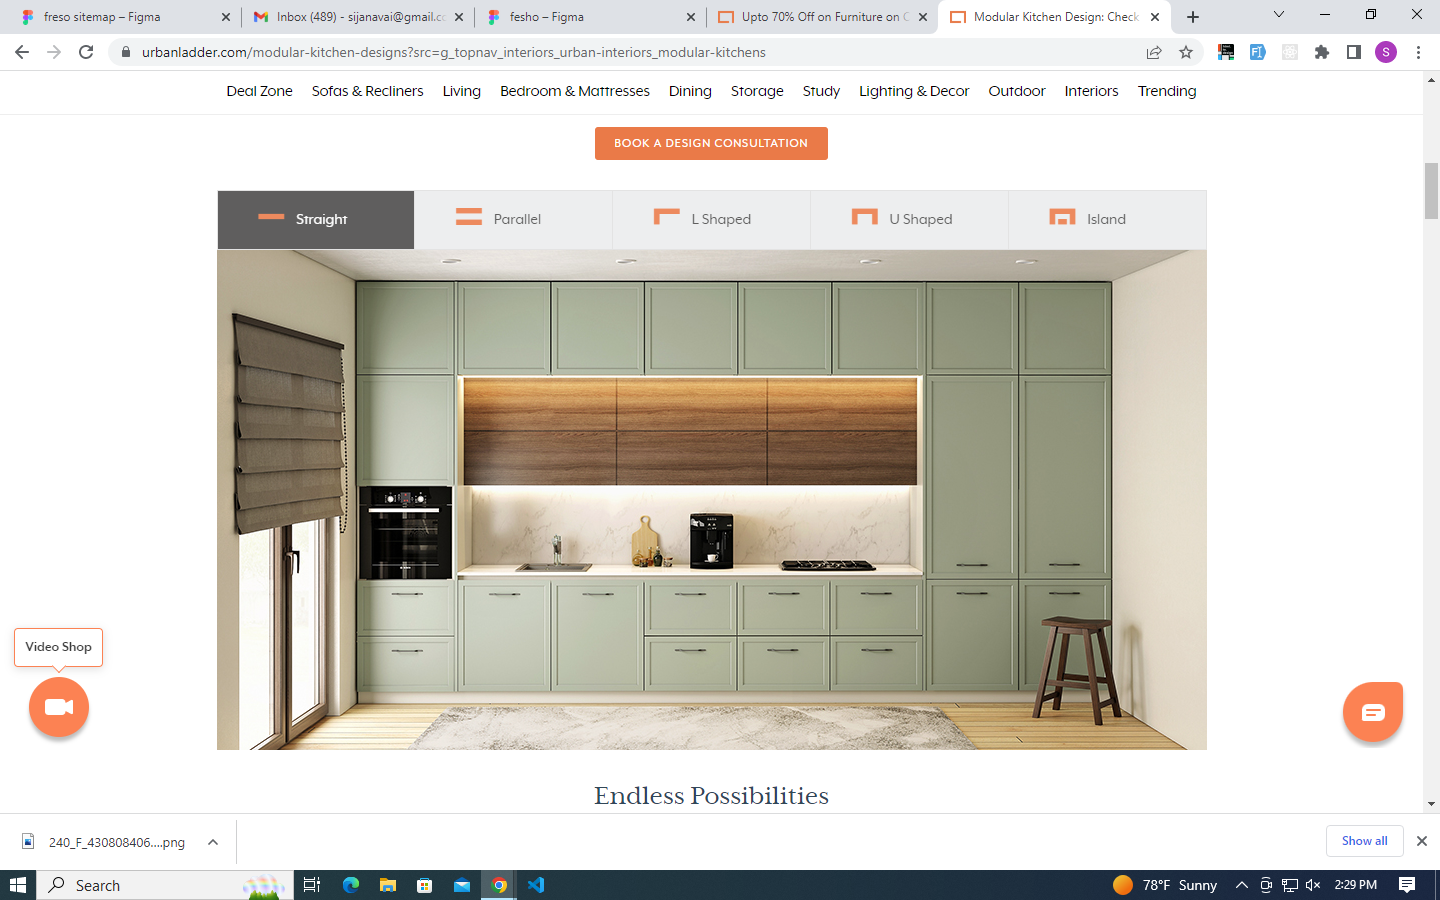 freso sitemap – Figma
Inbox (489) - sijanavai@gmail.co
fesho – Figma
Upto 70% Off on Furniture on
Modular Kitchen Design: Check
urbanladder.com/modular-kitchen-designs?src=g_topnav_interiors_urban-interiors_modular-kitchens
S
Deal Zone Sofas & Recliners Living Bedroom & Mattresses Dining Storage Study Lighting & Decor Outdoor Interiors Trending
BOOK A DESIGN CONSULTATION
Straight Parallel L Shaped U Shaped Island
Video Shop
Endless Possibilities
240_F_430808406....png
Show all
Search
78°F Sunny
2:29 PM